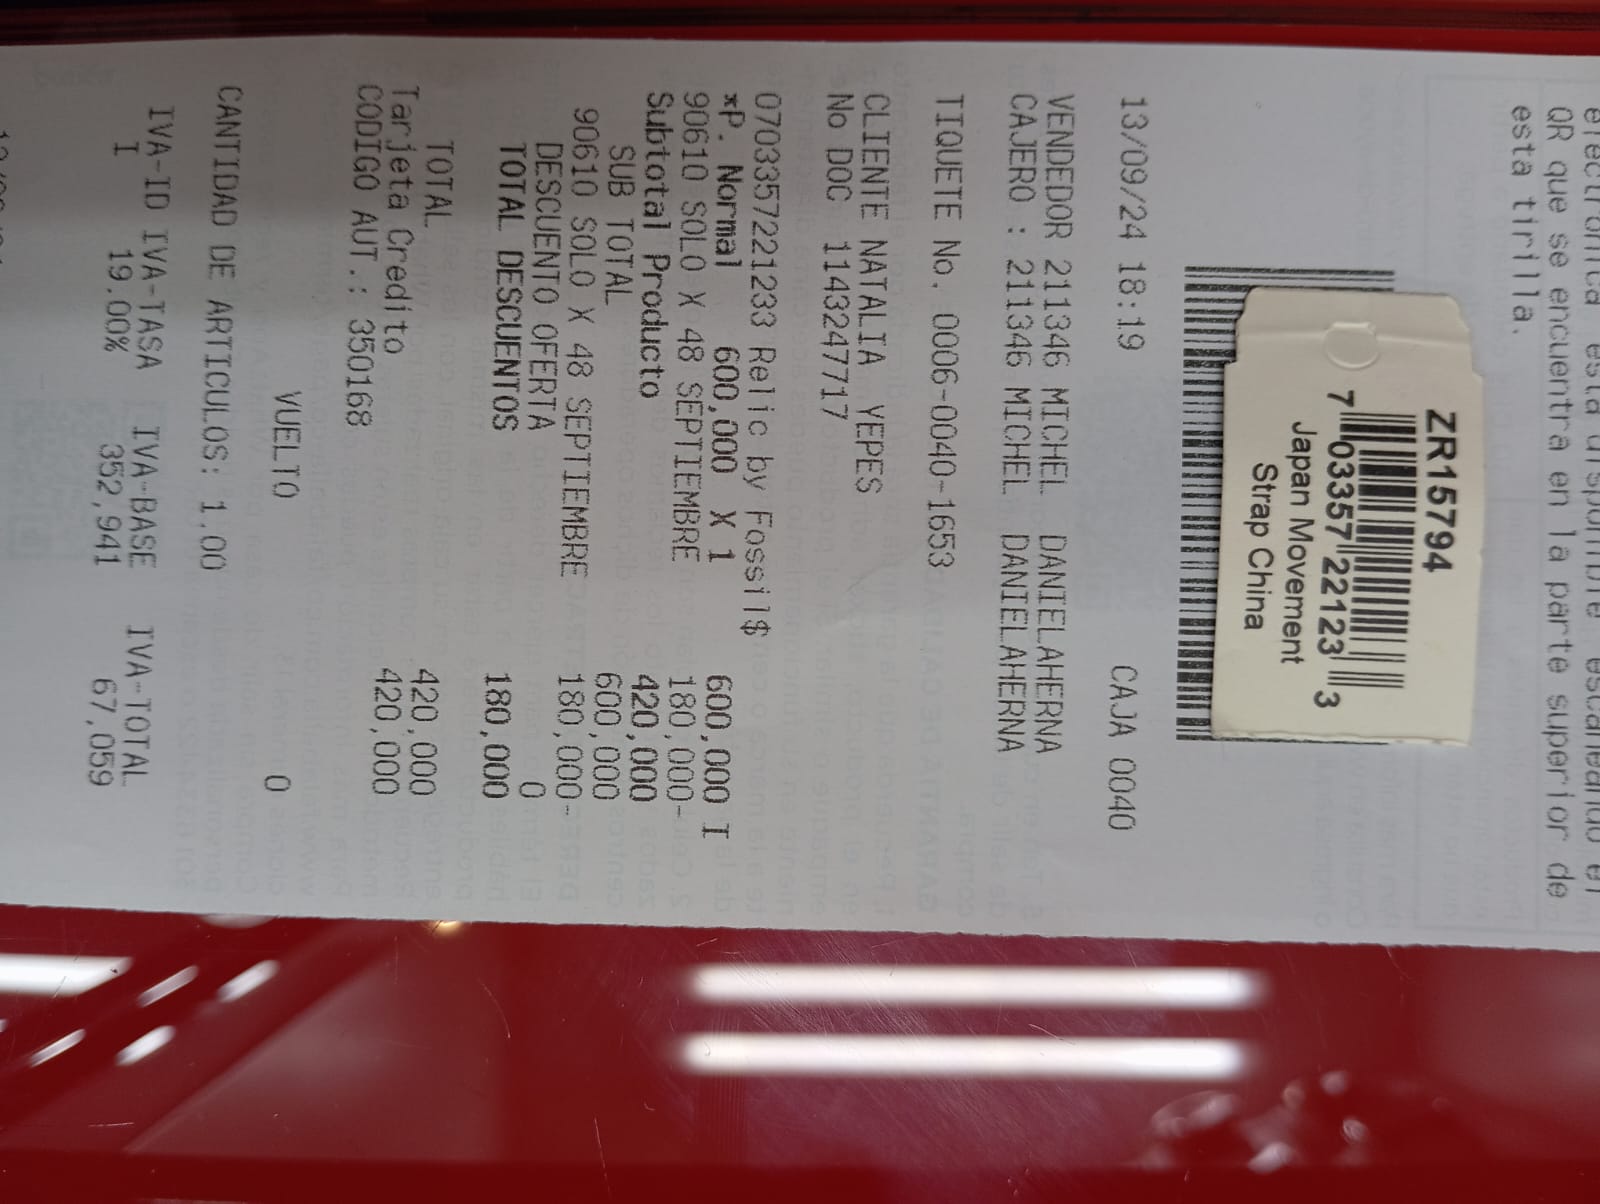 QR que se encuentra en la parte superior de
esta tirilla.
ZR15794
7 03357 22123 3
Japan Movement
Strap China
13/09/24 18:19 CAJA 0040
VENDEDOR 211346 MICHEL DANIELAHERNA
CAJERO : 211346 MICHEL DANIELAHERNA
TIQUETE No. 0006-0040-1653
CLIENTE NATALIA YEPES
No DOC 1143247717
0703357221233 Relic by Fossil$
*P. Normal 600,000 X 1 600,000 I
90610 SOLO X 48 SEPTIEMBRE 180,000-
Subtotal Producto 420,000
SUB TOTAL 600,000
90610 SOLO X 48 SEPTIEMBRE 180,000-
DESCUENTO OFERTA 0
TOTAL DESCUENTOS 180,000
TOTAL 420,000
Tarjeta Credito 420,000
CODIGO AUT.: 350168
VUELTO 0
CANTIDAD DE ARTICULOS: 1.00
IVA-ID IVA-TASA IVA-BASE IVA-TOTAL
I 19.00% 352,941 67,059